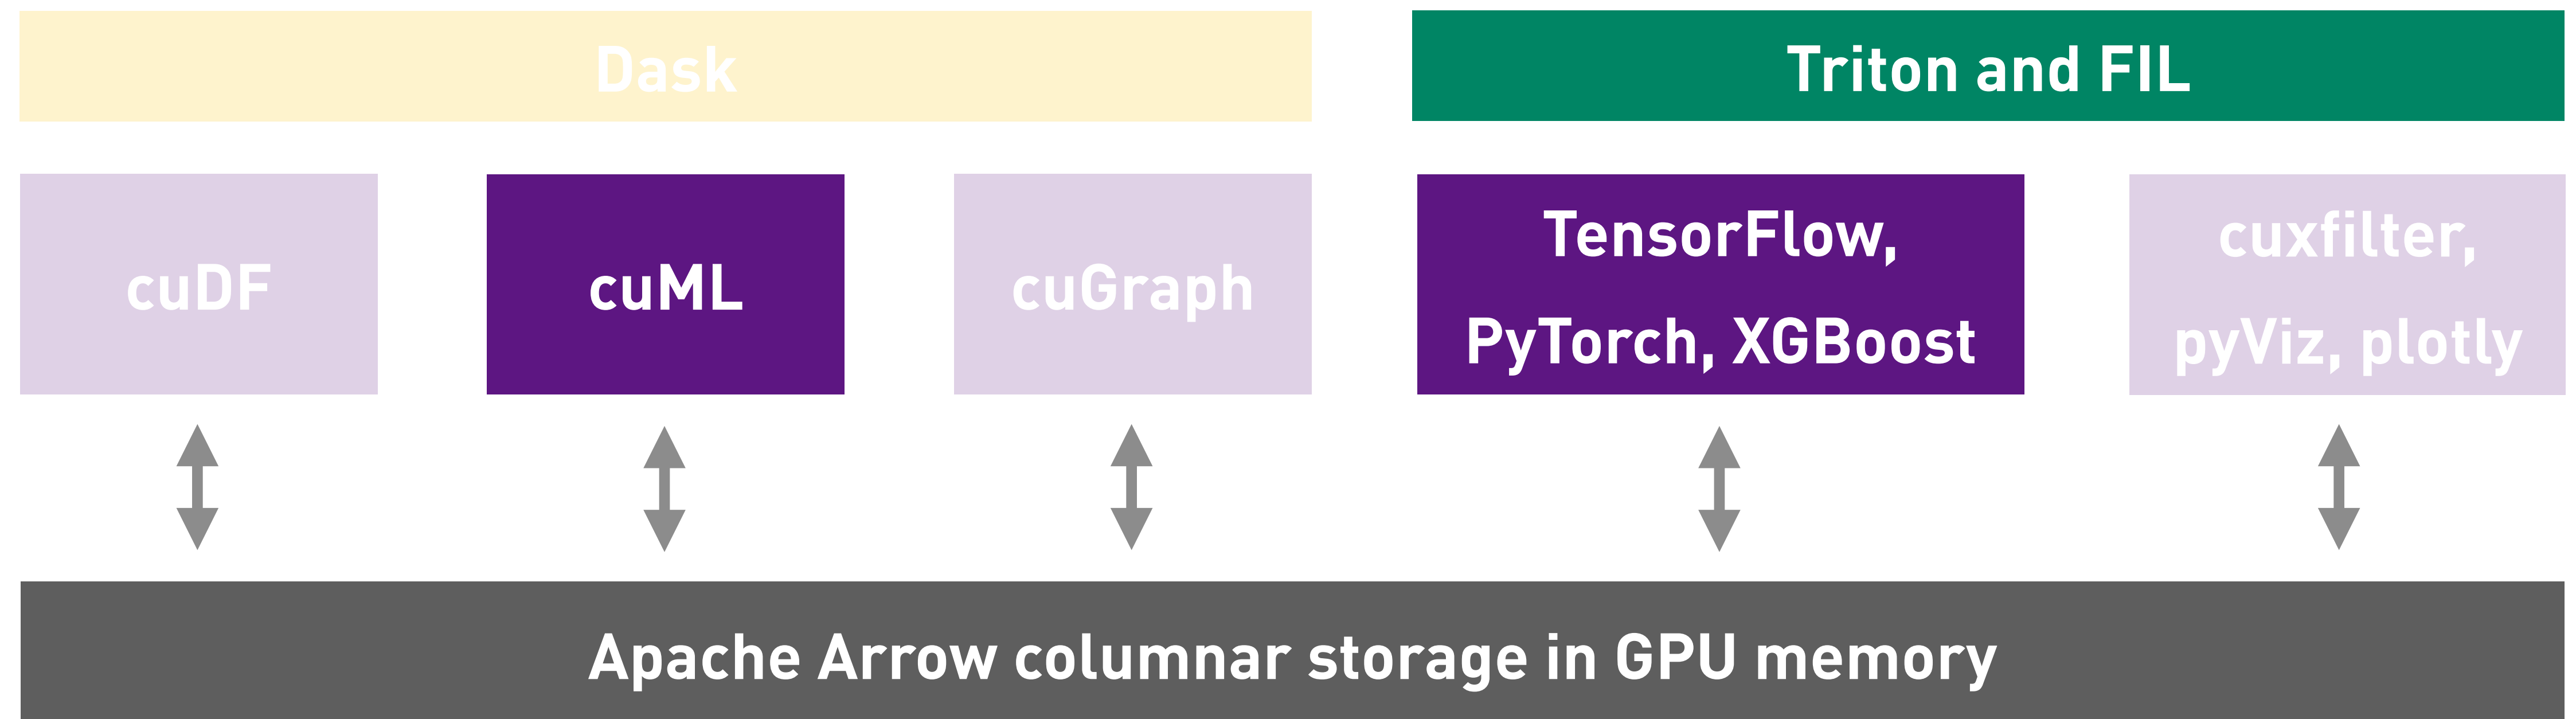 Dask
Triton and FIL
cuDF
cuML
cuGraph
TensorFlow,
PyTorch, XGBoost
cuxfilter,
pyViz, plotly
Apache Arrow columnar storage in GPU memory